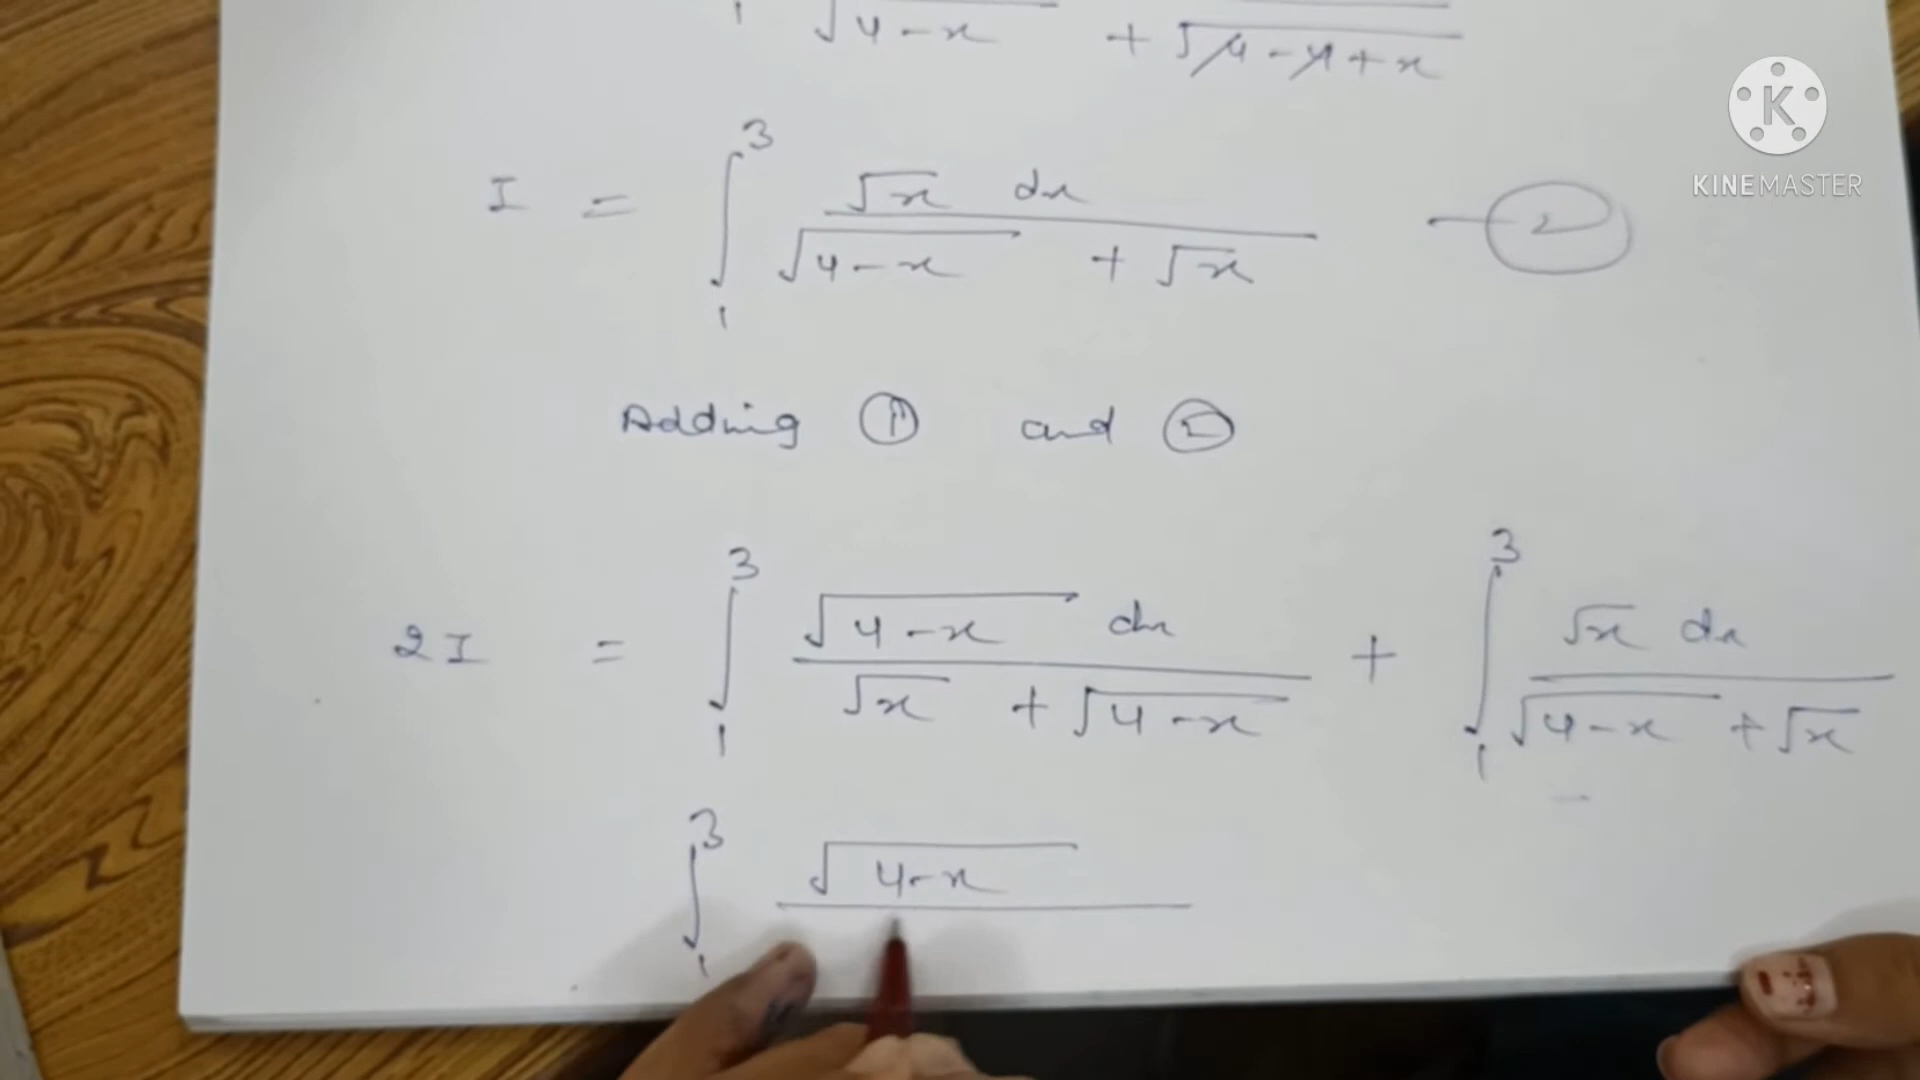 1 √4-x + √4-4+x
K
KINEMASTER
I = ∫₁³ √x dx / √4-x + √x — ②
Adding ① and ②
2I = ∫₁³ √4-x dx / √x + √4-x + ∫₁³ √x dx / √4-x + √x
∫₁³ √4-x